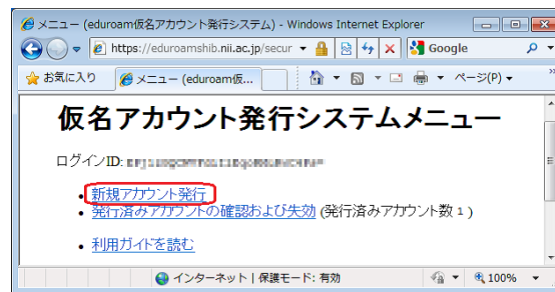 メニュー (eduroam仮名アカウント発行システム) - Windows Internet Explorer
https://eduroamshib.nii.ac.jp/secur
Google
お気に入り
メニュー (eduroam仮...
ページ(P)
仮名アカウント発行システムメニュー
ログインID:
新規アカウント発行
発行済みアカウントの確認および失効 (発行済みアカウント数 1 )
利用ガイドを読む
インターネット | 保護モード: 有効
100%